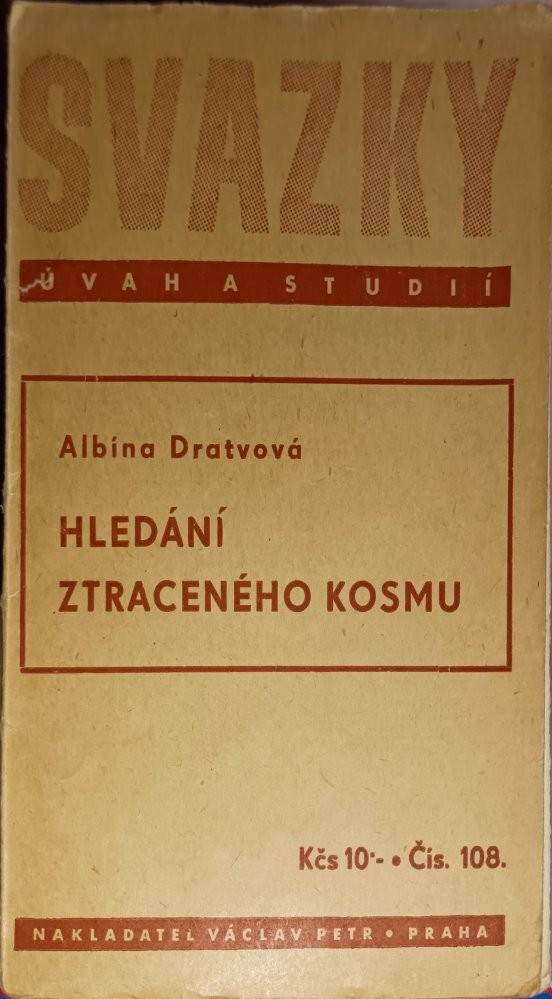 SVAZKY
ÚVAH A STUDIÍ
Albína Dratvová
HLEDÁNÍ
ZTRACENÉHO KOSMU
Kčs 10·- • Čís. 108.
NAKLADATEL VÁCLAV PETR • PRAHA